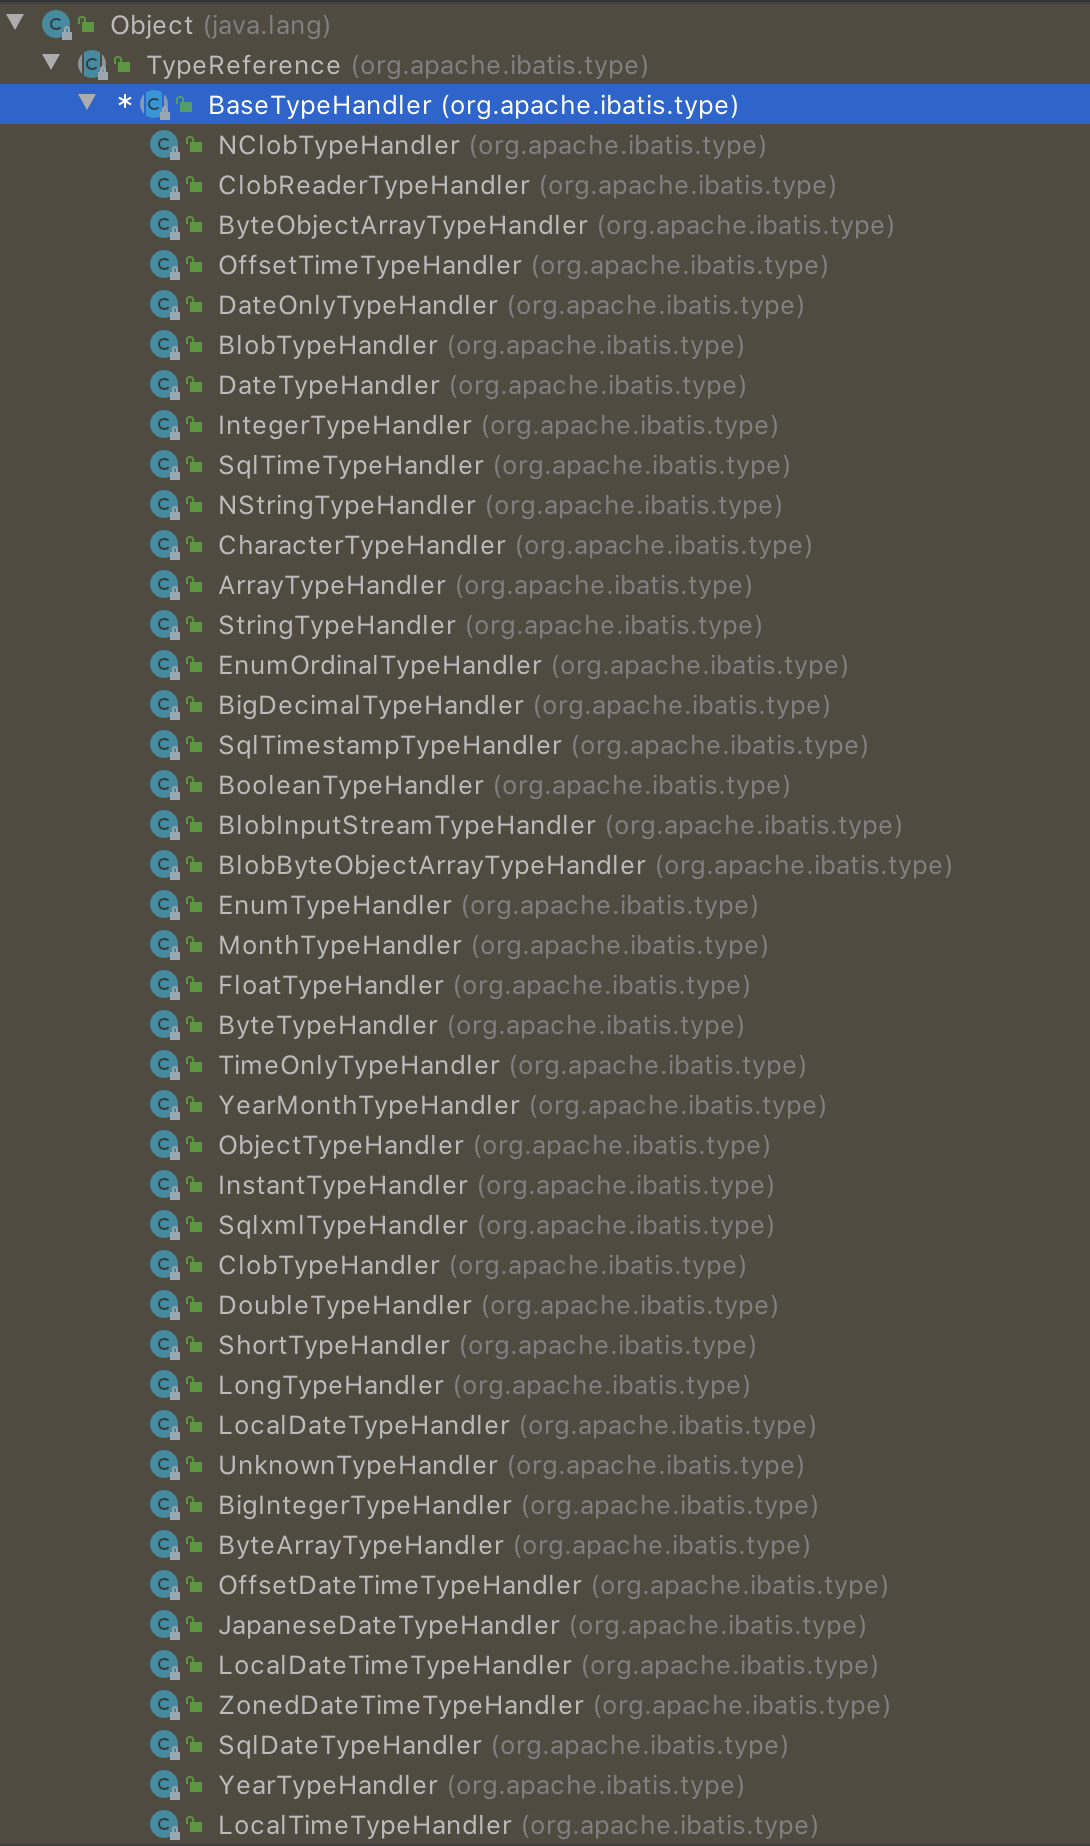 Object (java.lang)
TypeReference (org.apache.ibatis.type)
* BaseTypeHandler (org.apache.ibatis.type)
NClobTypeHandler (org.apache.ibatis.type)
ClobReaderTypeHandler (org.apache.ibatis.type)
ByteObjectArrayTypeHandler (org.apache.ibatis.type)
OffsetTimeTypeHandler (org.apache.ibatis.type)
DateOnlyTypeHandler (org.apache.ibatis.type)
BlobTypeHandler (org.apache.ibatis.type)
DateTypeHandler (org.apache.ibatis.type)
IntegerTypeHandler (org.apache.ibatis.type)
SqlTimeTypeHandler (org.apache.ibatis.type)
NStringTypeHandler (org.apache.ibatis.type)
CharacterTypeHandler (org.apache.ibatis.type)
ArrayTypeHandler (org.apache.ibatis.type)
StringTypeHandler (org.apache.ibatis.type)
EnumOrdinalTypeHandler (org.apache.ibatis.type)
BigDecimalTypeHandler (org.apache.ibatis.type)
SqlTimestampTypeHandler (org.apache.ibatis.type)
BooleanTypeHandler (org.apache.ibatis.type)
BlobInputStreamTypeHandler (org.apache.ibatis.type)
BlobByteObjectArrayTypeHandler (org.apache.ibatis.type)
EnumTypeHandler (org.apache.ibatis.type)
MonthTypeHandler (org.apache.ibatis.type)
FloatTypeHandler (org.apache.ibatis.type)
ByteTypeHandler (org.apache.ibatis.type)
TimeOnlyTypeHandler (org.apache.ibatis.type)
YearMonthTypeHandler (org.apache.ibatis.type)
ObjectTypeHandler (org.apache.ibatis.type)
InstantTypeHandler (org.apache.ibatis.type)
SqlxmlTypeHandler (org.apache.ibatis.type)
ClobTypeHandler (org.apache.ibatis.type)
DoubleTypeHandler (org.apache.ibatis.type)
ShortTypeHandler (org.apache.ibatis.type)
LongTypeHandler (org.apache.ibatis.type)
LocalDateTypeHandler (org.apache.ibatis.type)
UnknownTypeHandler (org.apache.ibatis.type)
BigIntegerTypeHandler (org.apache.ibatis.type)
ByteArrayTypeHandler (org.apache.ibatis.type)
OffsetDateTimeTypeHandler (org.apache.ibatis.type)
JapaneseDateTypeHandler (org.apache.ibatis.type)
LocalDateTimeTypeHandler (org.apache.ibatis.type)
ZonedDateTimeTypeHandler (org.apache.ibatis.type)
SqlDateTypeHandler (org.apache.ibatis.type)
YearTypeHandler (org.apache.ibatis.type)
LocalTimeTypeHandler (org.apache.ibatis.type)